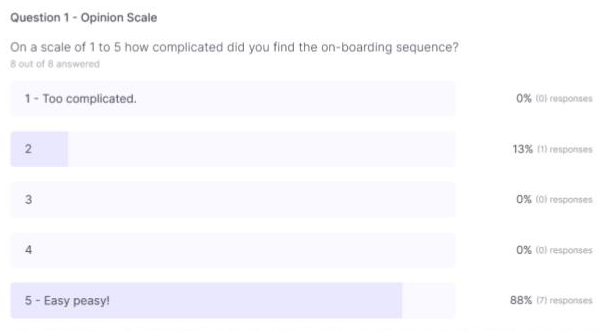 Question 1 - Opinion Scale
On a scale of 1 to 5 how complicated did you find the on-boarding sequence?
8 out of 8 answered
1 - Too complicated. 0% (0) responses
2 13% (1) responses
3 0% (0) responses
4 0% (0) responses
5 - Easy peasy! 88% (7) responses